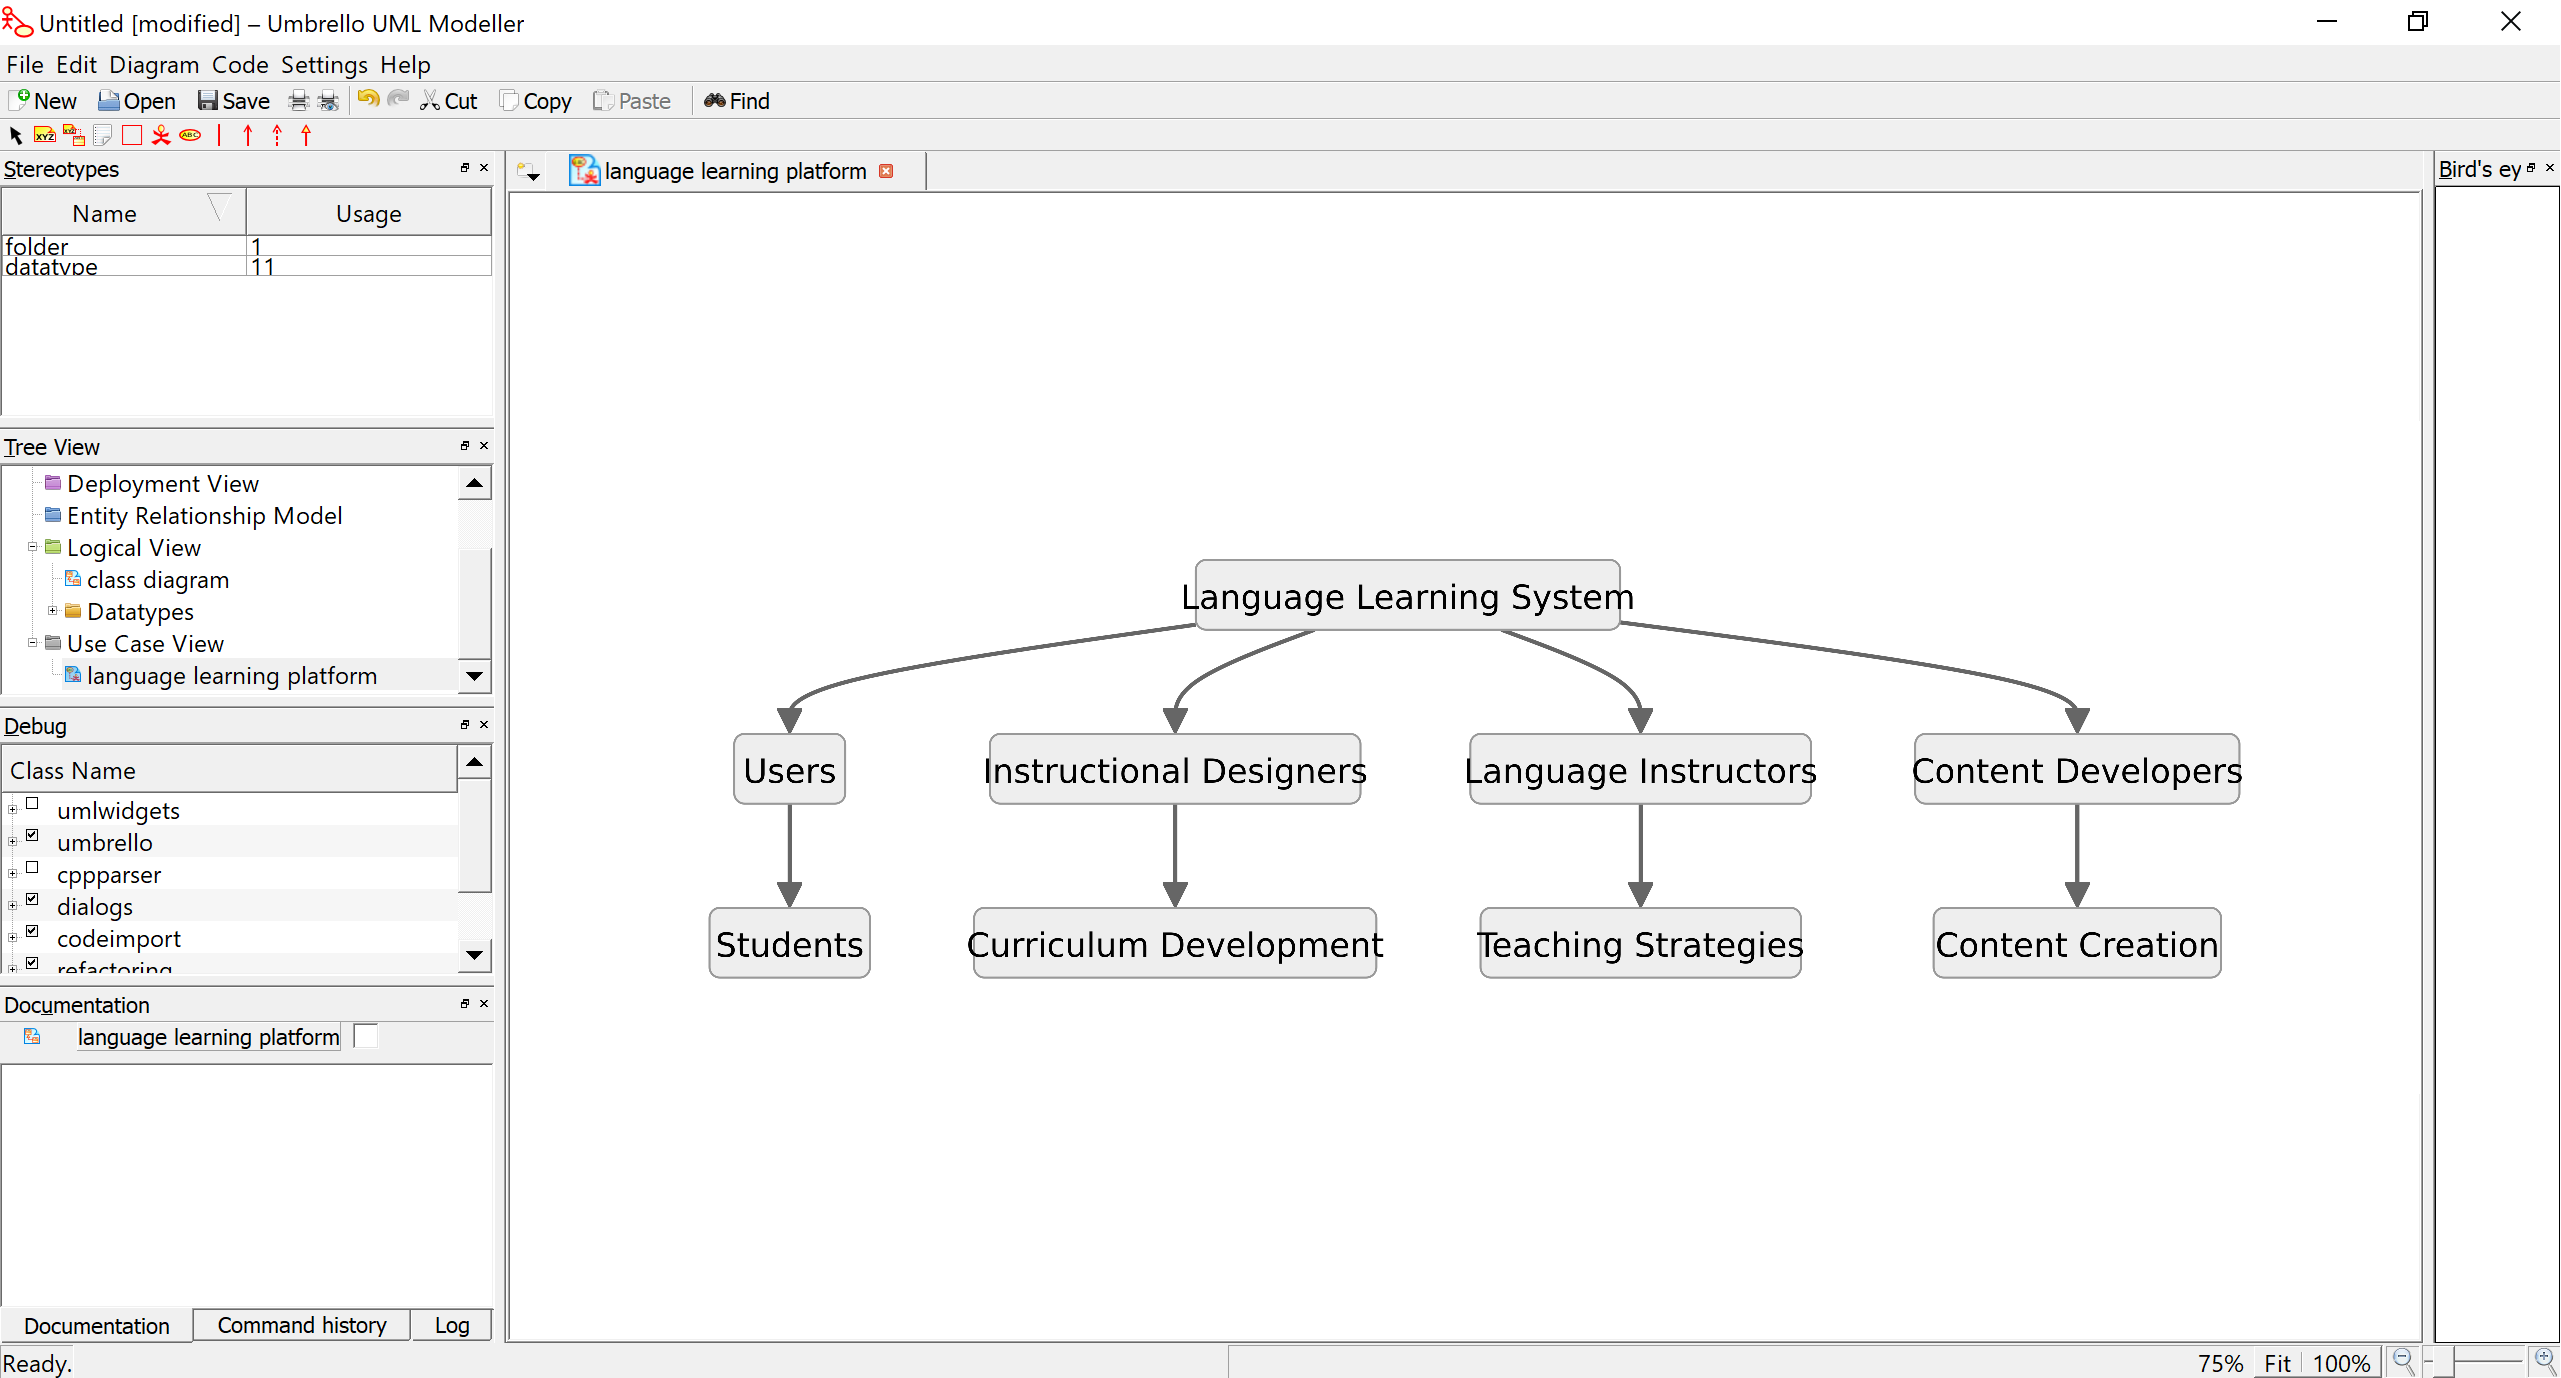 Untitled [modified] – Umbrello UML Modeller
File Edit Diagram Code Settings Help
New Open Save Cut Copy Paste Find
XYZ XYZ ABC
Stereotypes
Name Usage
folder 1
datatype 11
Tree View
Deployment View
Entity Relationship Model
Logical View
class diagram
Datatypes
Use Case View
language learning platform
Debug
Class Name
umlwidgets
umbrello
cppparser
dialogs
codeimport
refactoring
Documentation
language learning platform
Documentation Command history Log
Ready.
language learning platform
Language Learning System
Users Instructional Designers Language Instructors Content Developers
Students Curriculum Development Teaching Strategies Content Creation
Bird's ey
75% Fit 100%